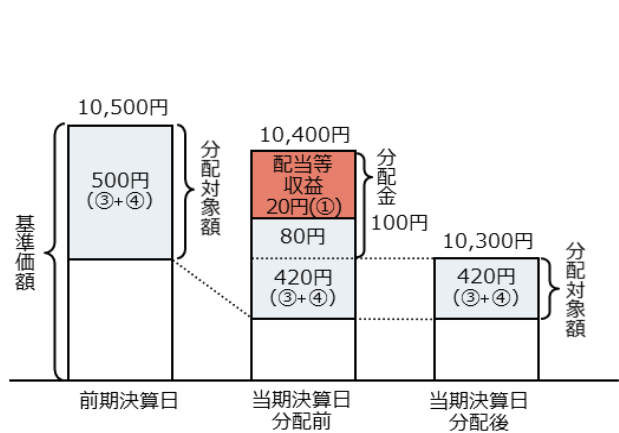 10,500円
500円
(③+④)
分配対象額
基準価額
前期決算日
10,400円
配当等
収益
20円(①)
80円
420円
(③+④)
分配金
100円
当期決算日
分配前
10,300円
420円
(③+④)
分配対象額
当期決算日
分配後